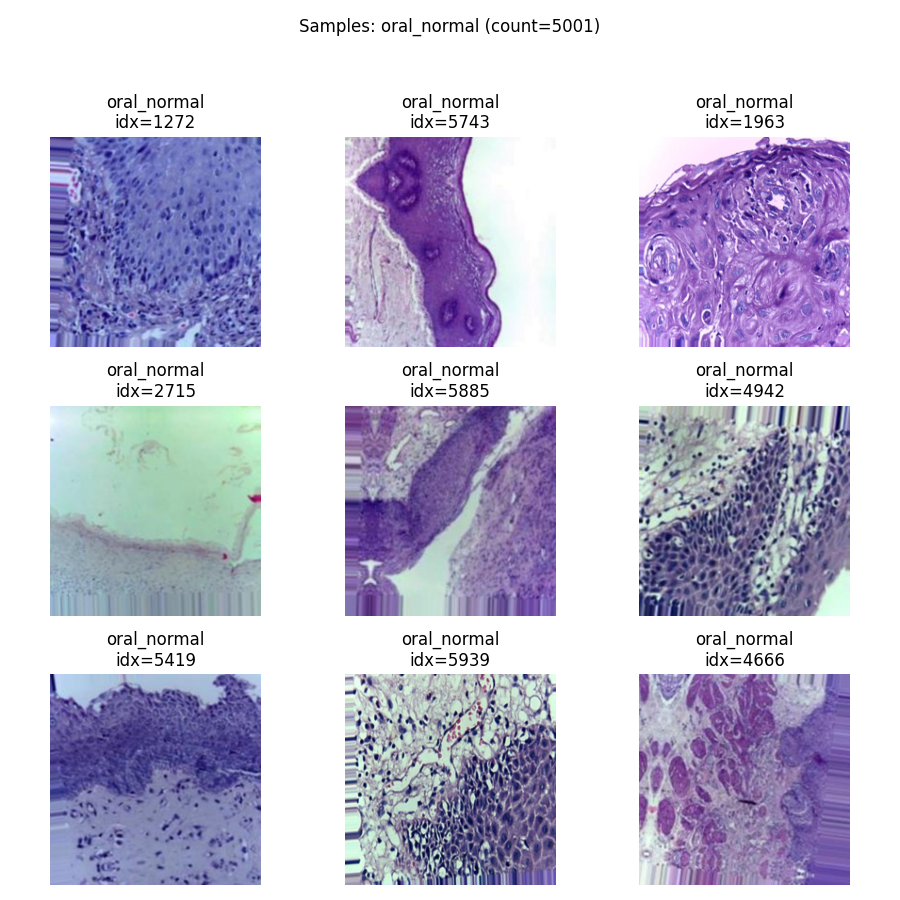 Samples: oral_normal (count=5001)
oral_normal
idx=1272
oral_normal
idx=5743
oral_normal
idx=1963
oral_normal
idx=2715
oral_normal
idx=5885
oral_normal
idx=4942
oral_normal
idx=5419
oral_normal
idx=5939
oral_normal
idx=4666